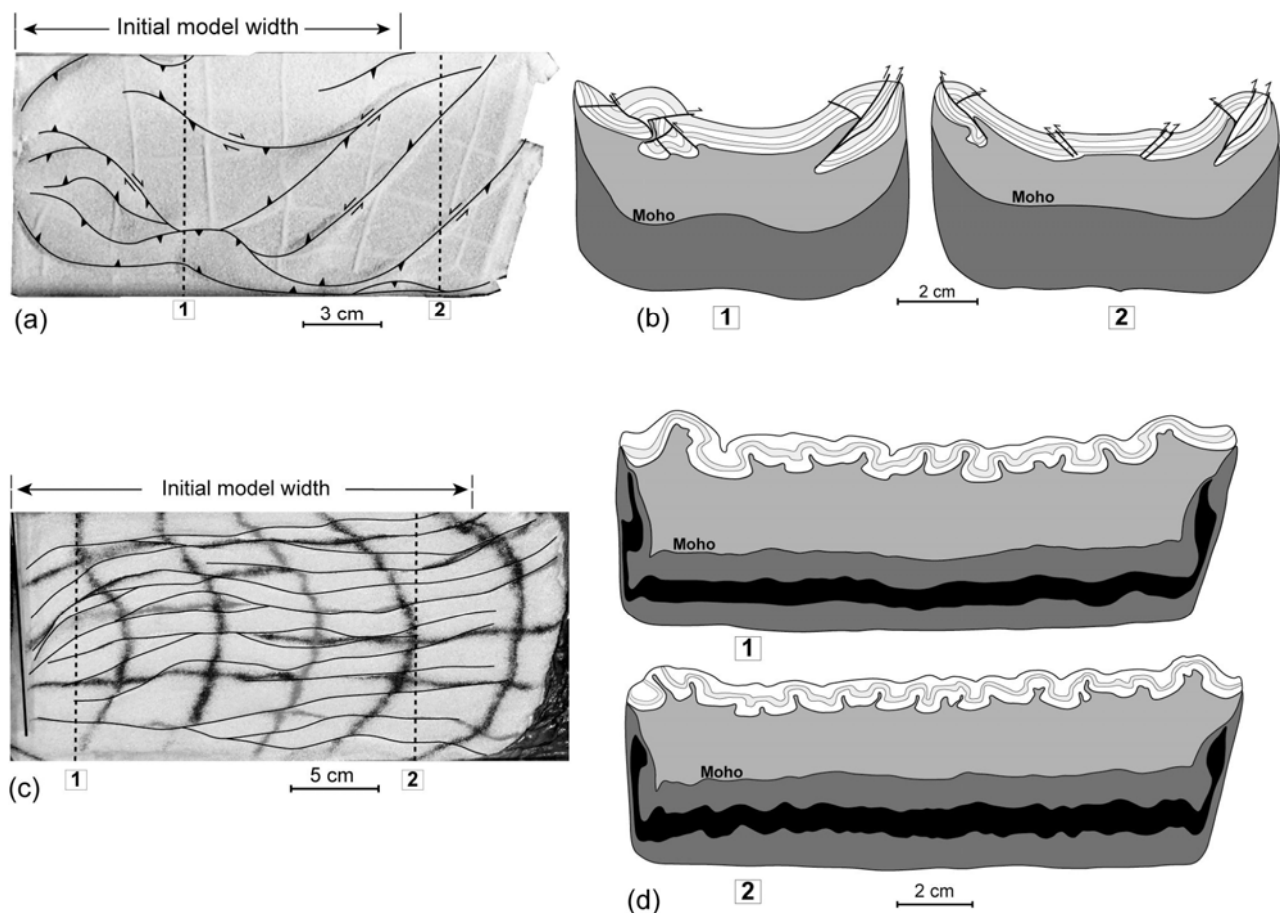 Initial model width
1
2
3 cm
(a)
Moho
Moho
2 cm
(b)
1
2
Initial model width
1
2
5 cm
(c)
Moho
1
Moho
2
2 cm
(d)